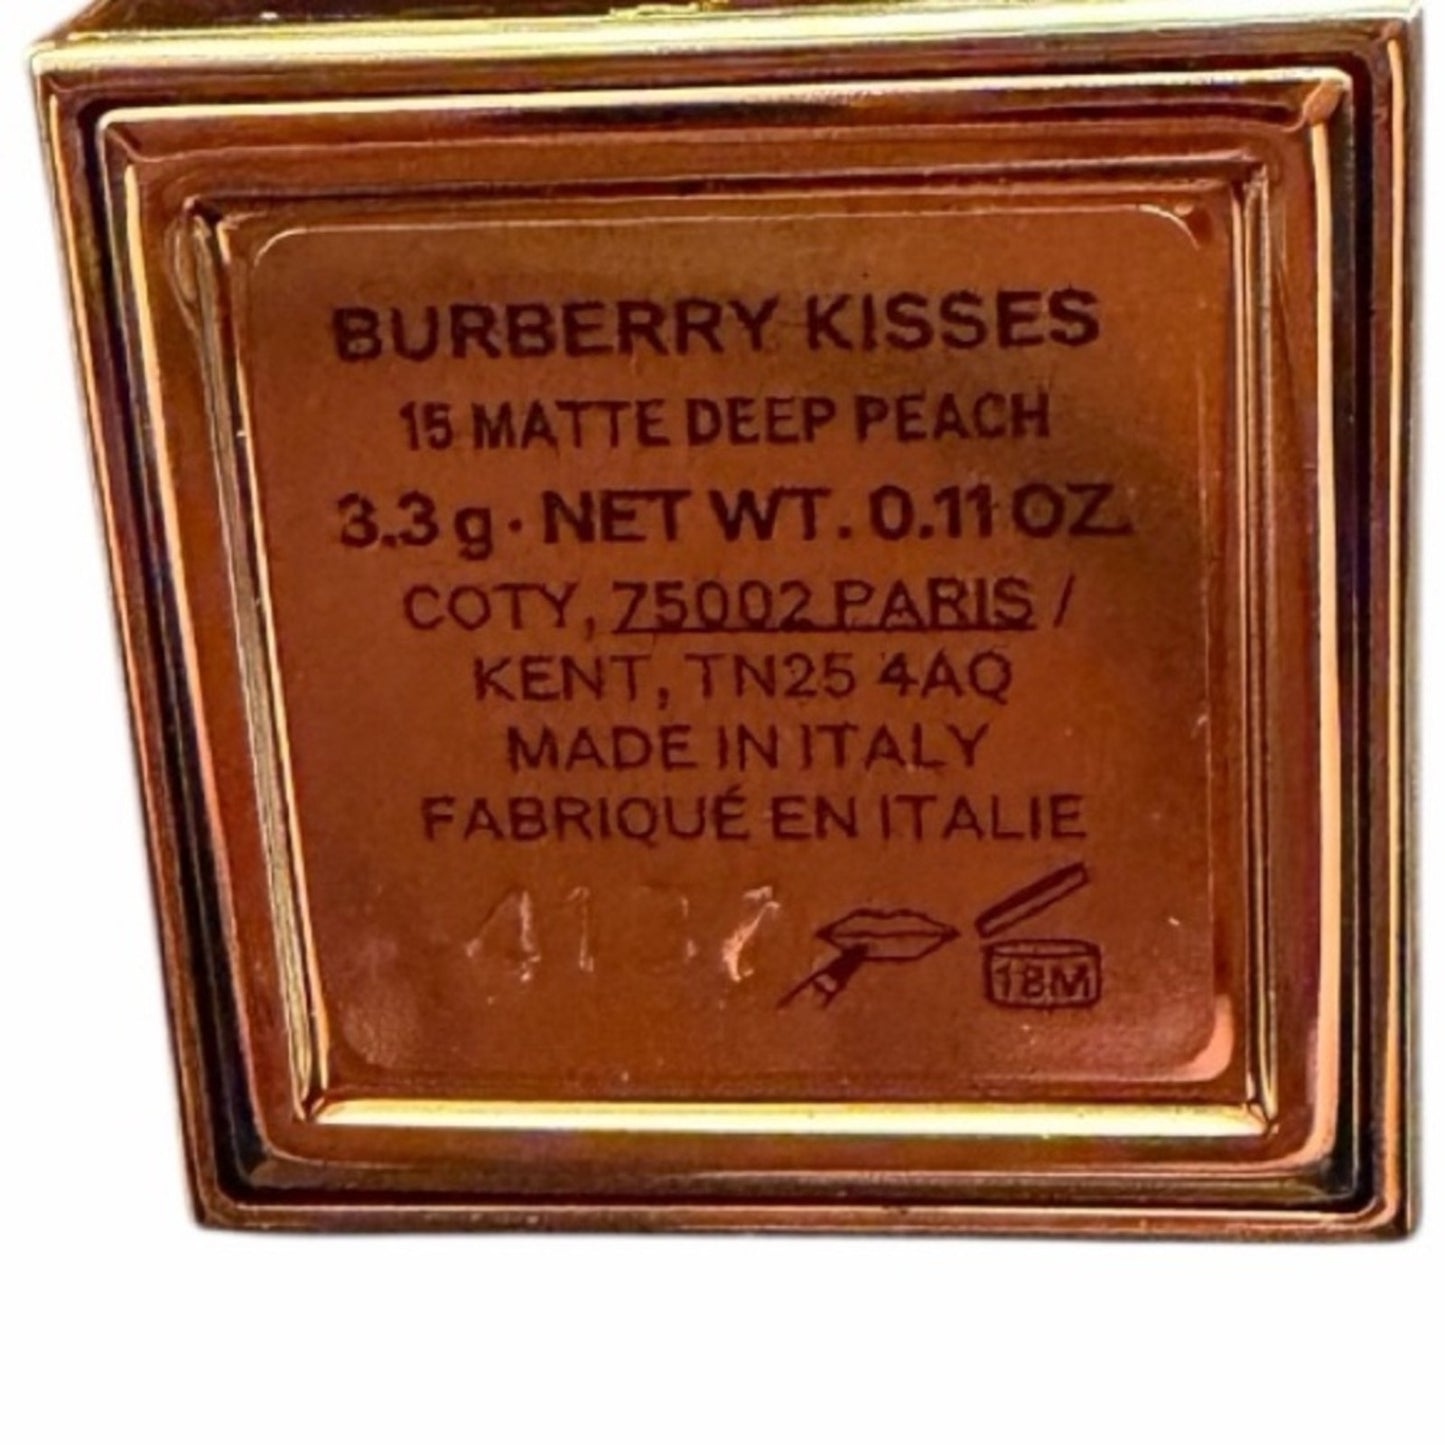 BURBERRY KISSES
15 MATTE DEEP PEACH
3.3 g · NET WT. 0.11 OZ
COTY, 75002 PARIS /
KENT, TN25 4AQ
MADE IN ITALY
FABRIQUÉ EN ITALIE
18M